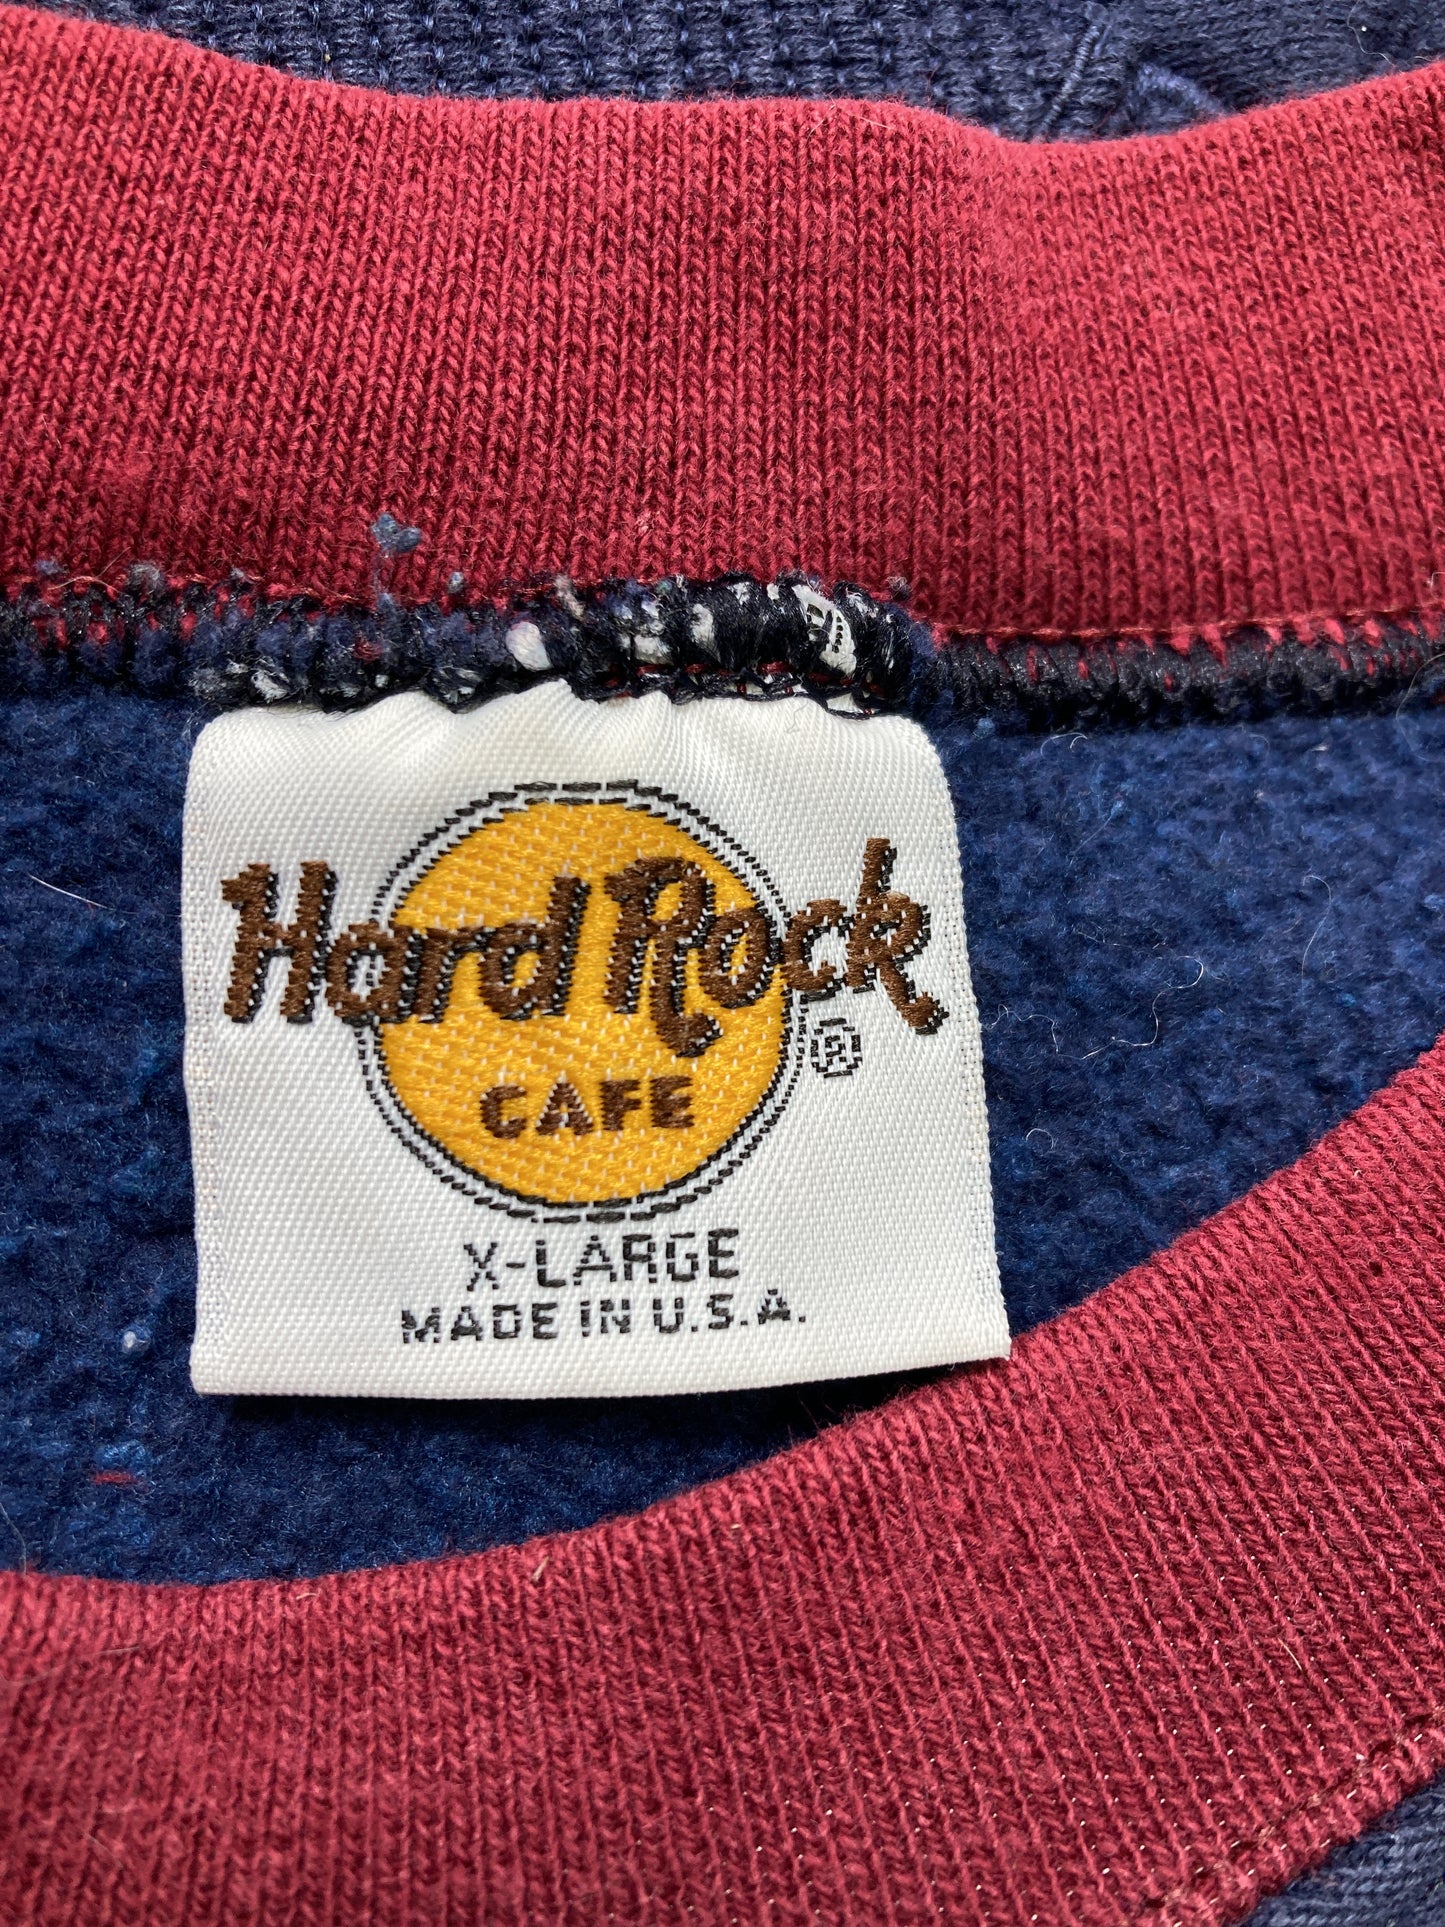 Hard Rock
CAFE
®
X-LARGE
MADE IN U.S.A.